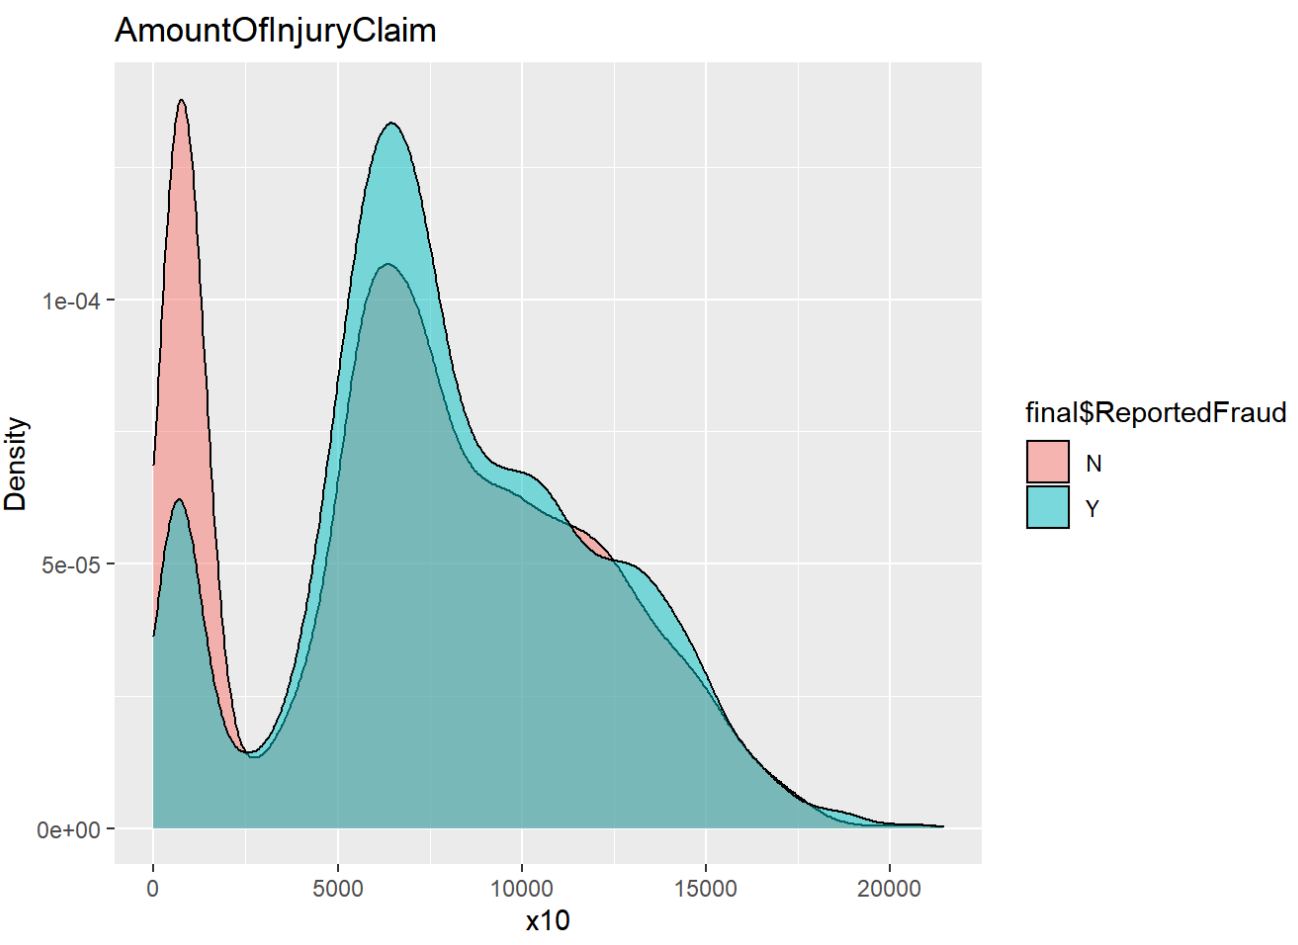 AmountOfInjuryClaim
Density
1e-04
5e-05
0e+00
0 5000 10000 15000 20000
x10
final$ReportedFraud
N
Y